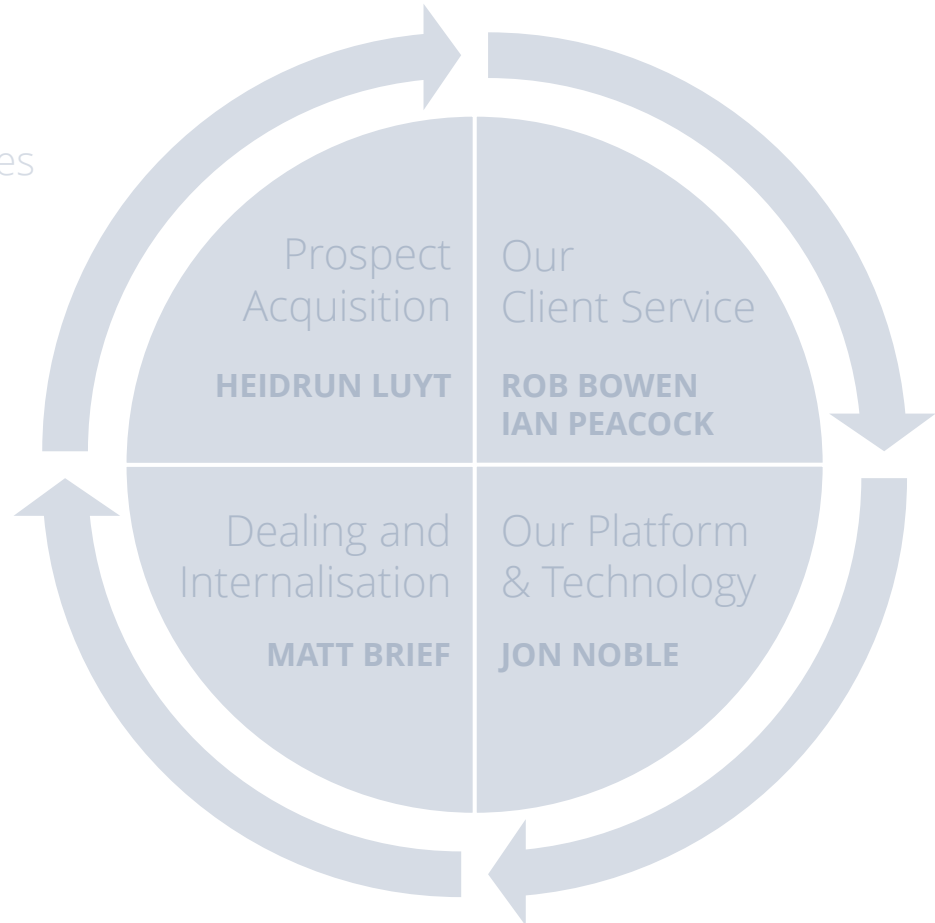 es
Prospect
Acquisition
HEIDRUN LUYT
Our
Client Service
ROB BOWEN
IAN PEACOCK
Dealing and
Internalisation
MATT BRIEF
Our Platform
& Technology
JON NOBLE